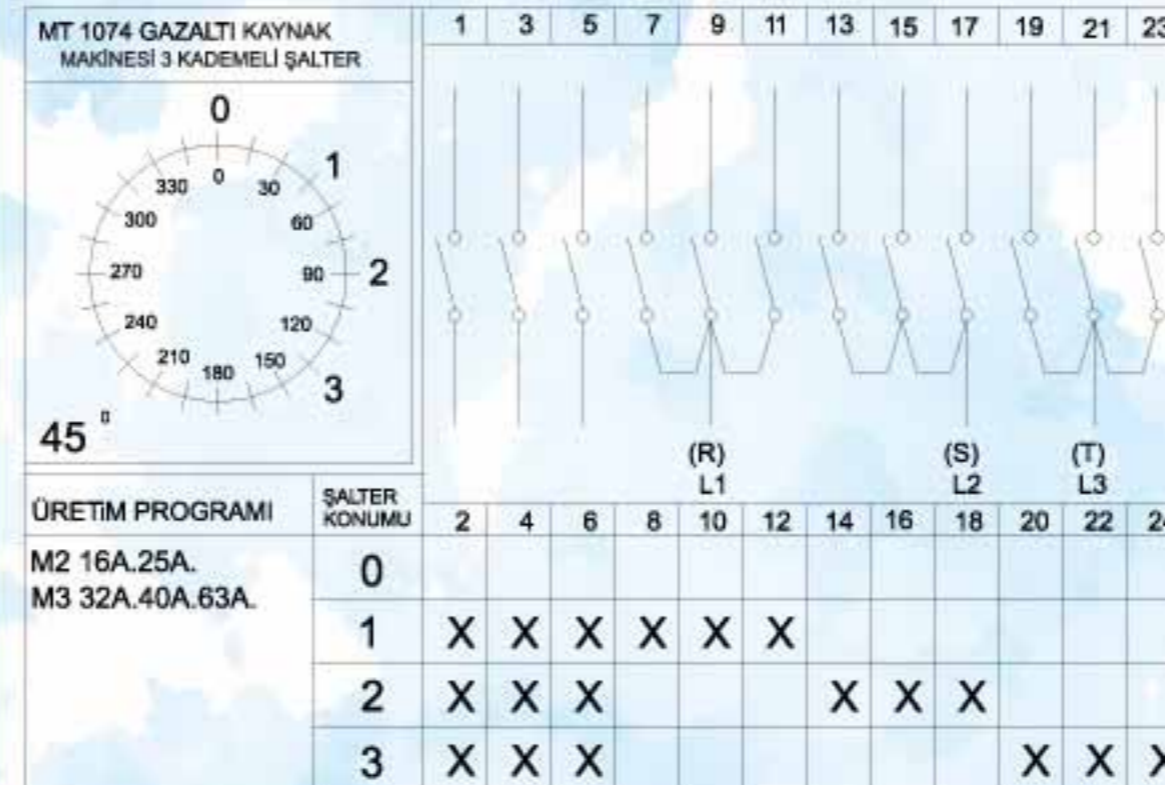 MT 1074 GAZALTI KAYNAK
MAKİNESİ 3 KADEMELİ ŞALTER
0
1
2
3
0
30
60
90
120
150
180
210
240
270
300
330
45 0
1 3 5 7 9 11 13 15 17 19 21 23
(R) (S) (T)
L1 L2 L3
ÜRETİM PROGRAMI
ŞALTER
KONUMU
2 4 6 8 10 12 14 16 18 20 22 24
M2 16A.25A.
M3 32A.40A.63A.
0
1 X X X X X X
2 X X X X X X
3 X X X X X X